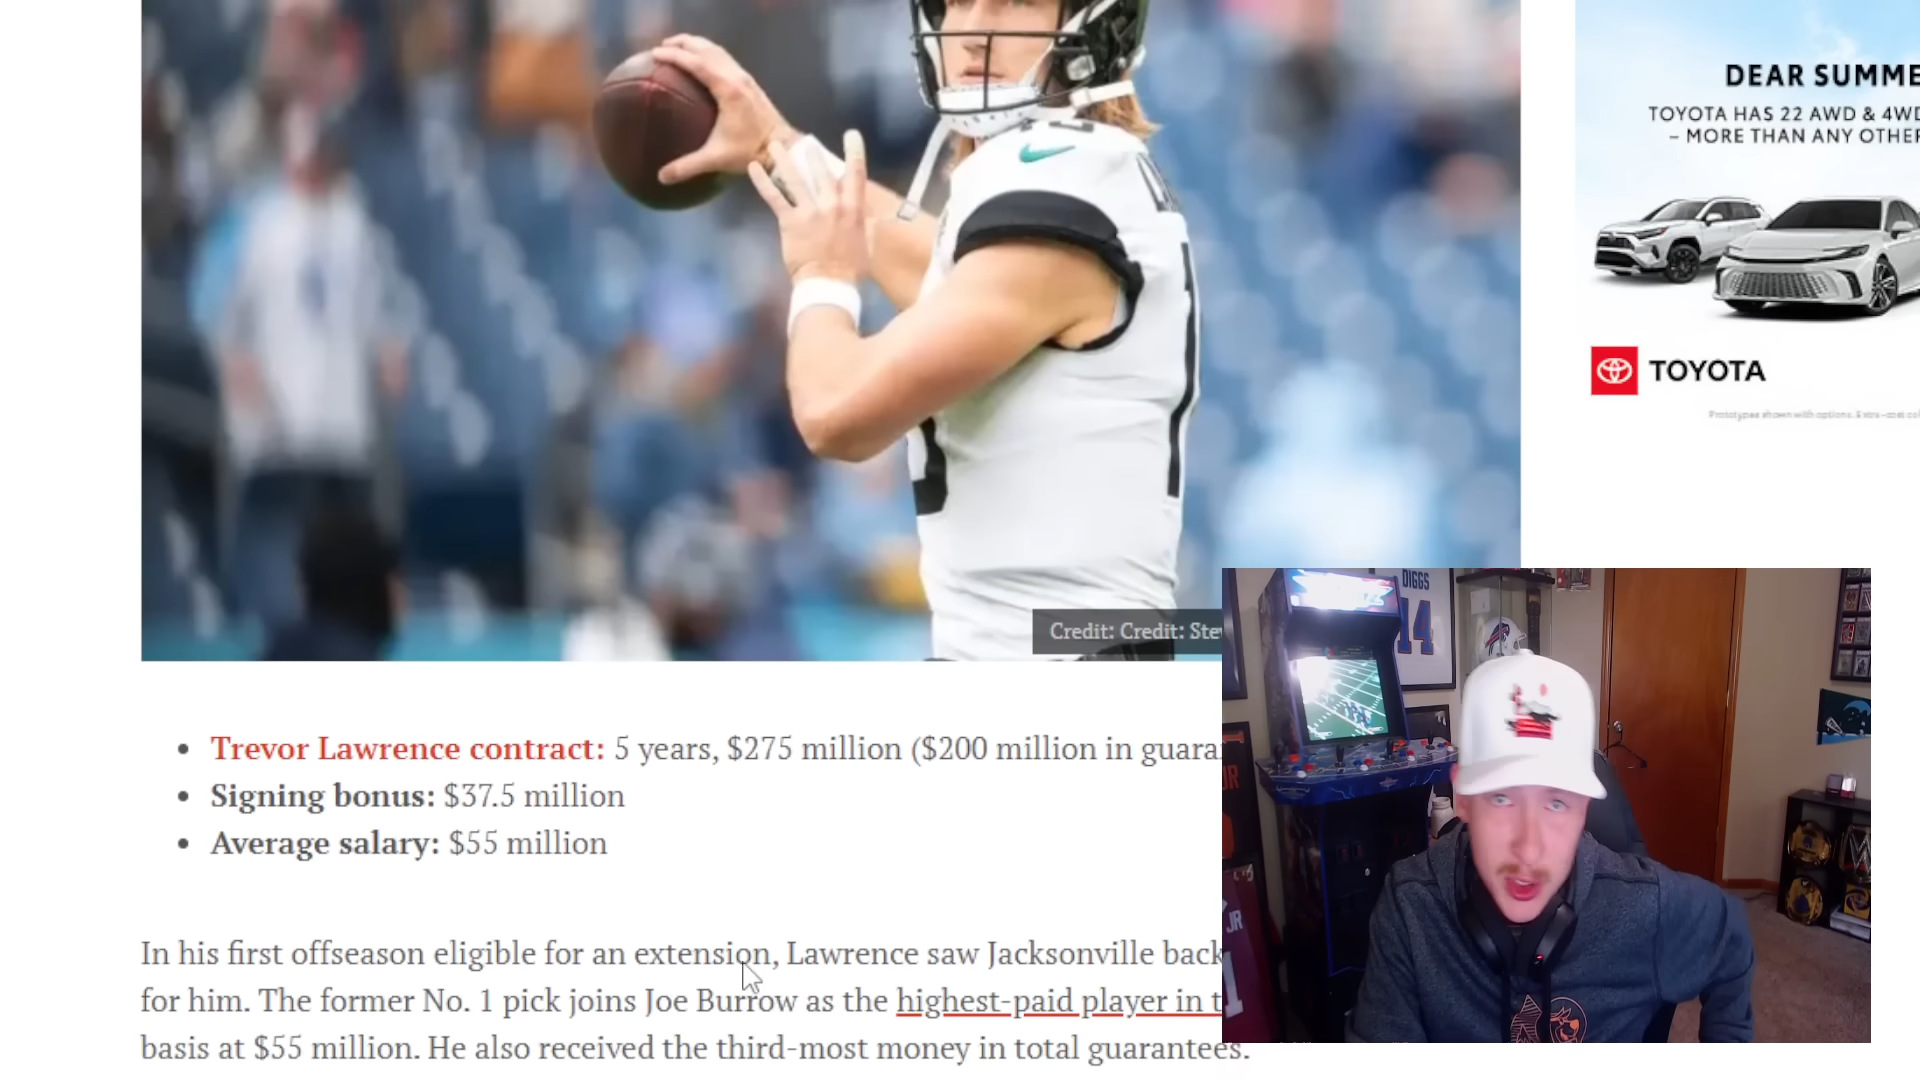 DEAR SUMME
TOYOTA HAS 22 AWD & 4WD
– MORE THAN ANY OTHER
TOYOTA
Credit: Credit: Ste
DIGGS
14
• Trevor Lawrence contract: 5 years, $275 million ($200 million in guara
• Signing bonus: $37.5 million
• Average salary: $55 million
JR
In his first offseason eligible for an extension, Lawrence saw Jacksonville back
for him. The former No. 1 pick joins Joe Burrow as the highest-paid player in t
basis at $55 million. He also received the third-most money in total guarantees.